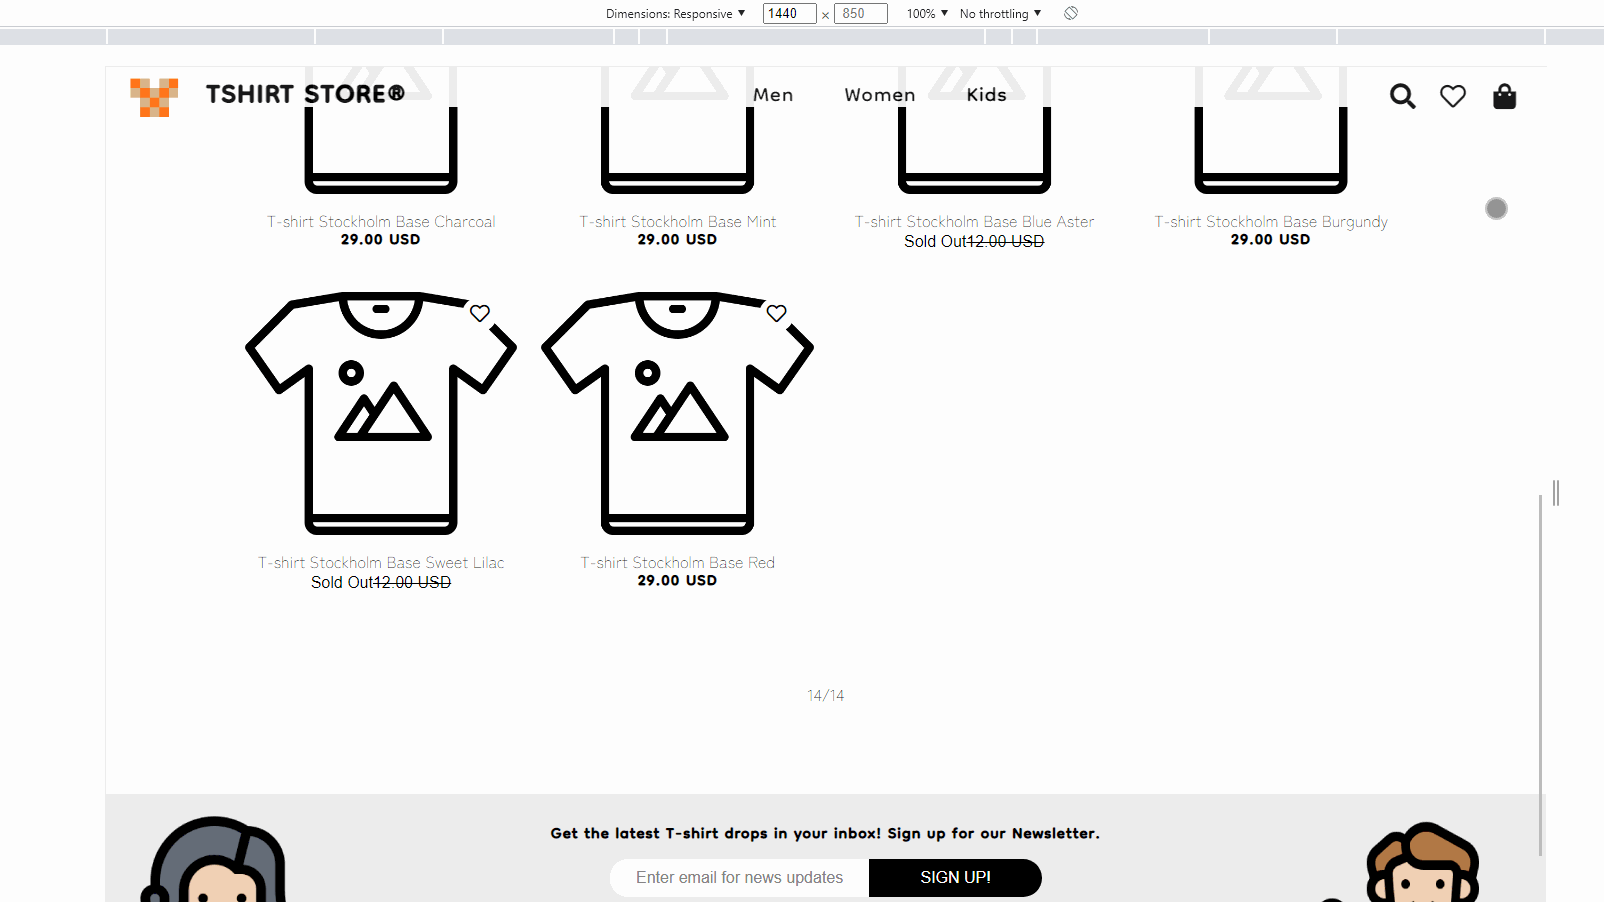 Dimensions: Responsive ▼ 1440 × 850 100% ▼ No throttling ▼
TSHIRT STORE® Men Women Kids
T-shirt Stockholm Base Charcoal
29.00 USD
T-shirt Stockholm Base Mint
29.00 USD
T-shirt Stockholm Base Blue Aster
Sold Out12.00 USD
T-shirt Stockholm Base Burgundy
29.00 USD
T-shirt Stockholm Base Sweet Lilac
Sold Out12.00 USD
T-shirt Stockholm Base Red
29.00 USD
14/14
Get the latest T-shirt drops in your inbox! Sign up for our Newsletter.
Enter email for news updates SIGN UP!